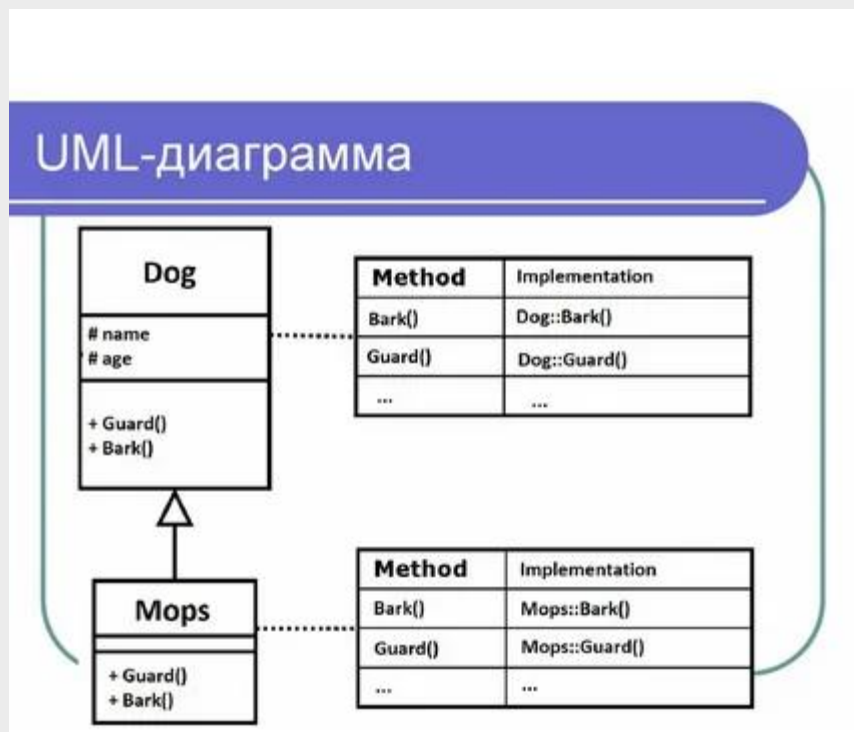 UML-диаграмма
Dog
# name
# age
+ Guard()
+ Bark()
Method Implementation
Bark() Dog::Bark()
Guard() Dog::Guard()
... ...
Mops
+ Guard()
+ Bark()
Method Implementation
Bark() Mops::Bark()
Guard() Mops::Guard()
... ...